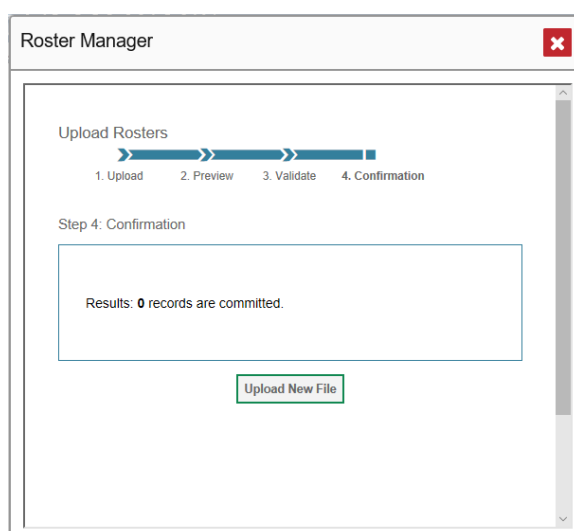 Roster Manager
Upload Rosters
1. Upload 2. Preview 3. Validate 4. Confirmation
Step 4: Confirmation
Results: 0 records are committed.
Upload New File